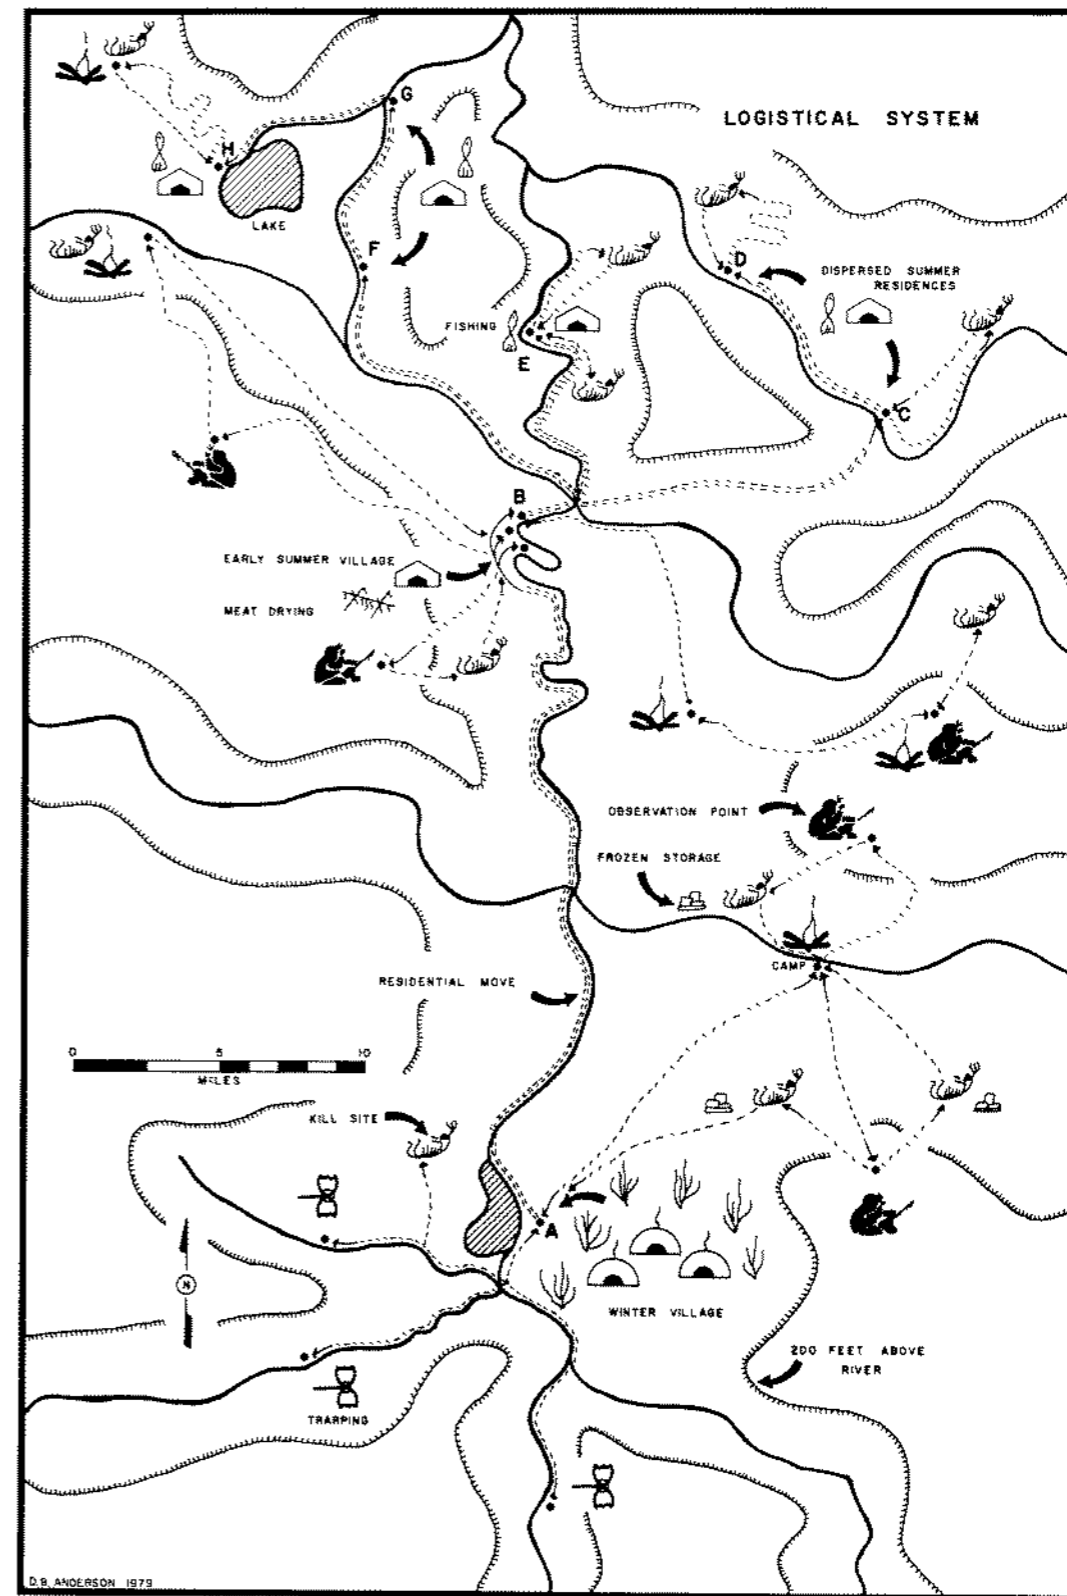 LOGISTICAL SYSTEM
G
H
LAKE
F
D
DISPERSED SUMMER
RESIDENCES
FISHING
E
C
B
EARLY SUMMER VILLAGE
MEAT DRYING
OBSERVATION POINT
FROZEN STORAGE
CAMP
RESIDENTIAL MOVE
0 5 10
MILES
KILL SITE
A
N
WINTER VILLAGE
200 FEET ABOVE
RIVER
TRAPPING
D.B. ANDERSON 1979